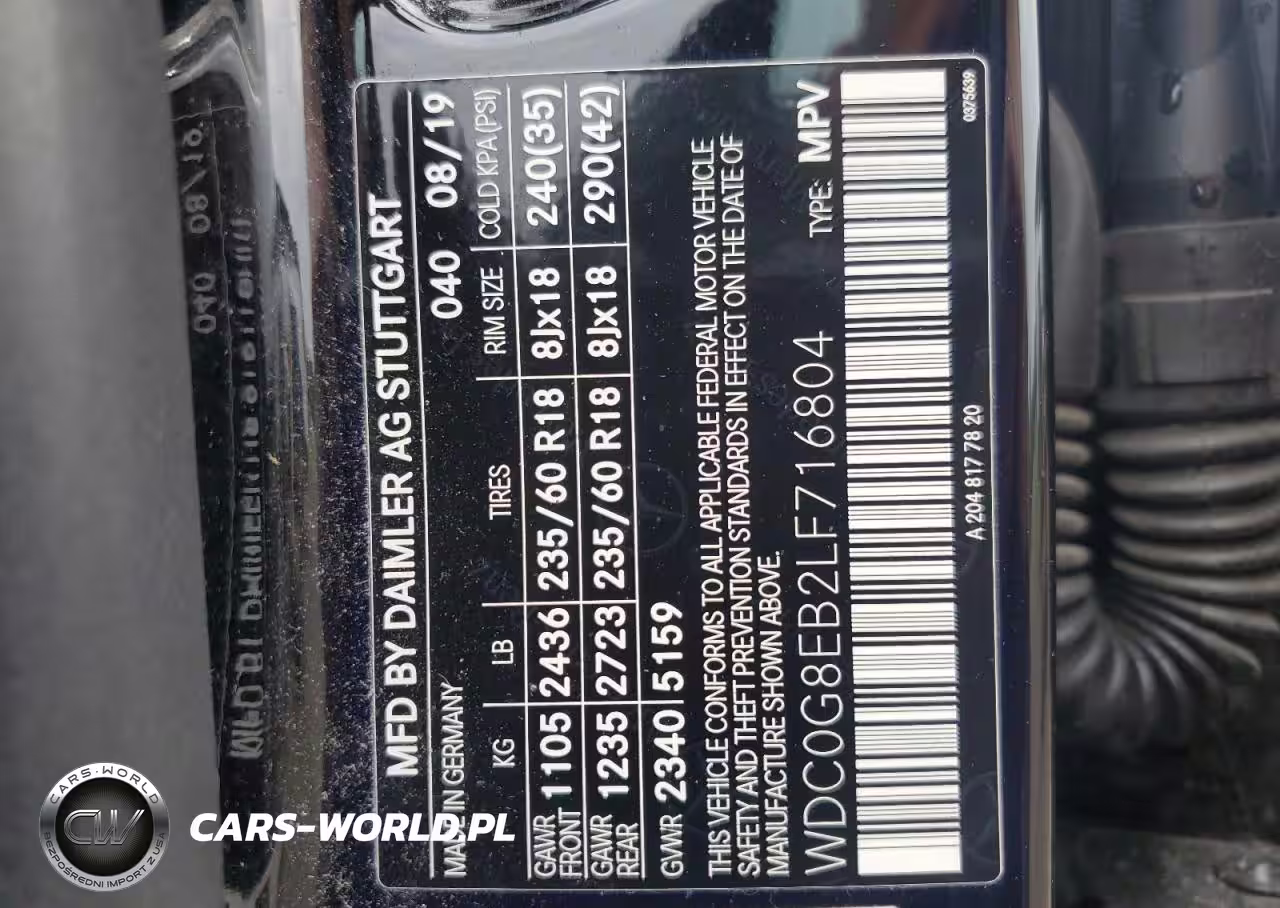 MFD BY DAIMLER AG STUTTGART
MADE IN GERMANY 040 08/19
KG LB TIRES RIM SIZE COLD KPA (PSI)
GAWR FRONT 1105 2436 235/60 R18 8Jx18 240(35)
GAWR REAR 1235 2723 235/60 R18 8Jx18 290(42)
GVWR 2340 5159
THIS VEHICLE CONFORMS TO ALL APPLICABLE FEDERAL MOTOR VEHICLE
SAFETY AND THEFT PREVENTION STANDARDS IN EFFECT ON THE DATE OF
MANUFACTURE SHOWN ABOVE.
WDC0G8EB2LF716804 TYPE: MPV
A 204 817 78 20
0375639
CARS-WORLD
CW
BEZPOŚREDNI IMPORT Z USA
CARS-WORLD.PL